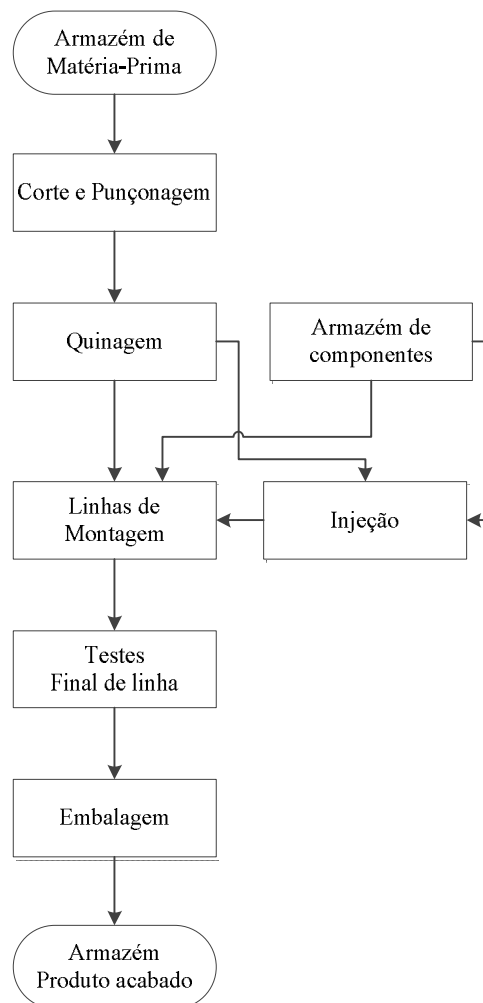 Armazém de
Matéria-Prima
Corte e Punçonagem
Quinagem
Armazém de
componentes
Linhas de
Montagem
Injeção
Testes
Final de linha
Embalagem
Armazém
Produto acabado